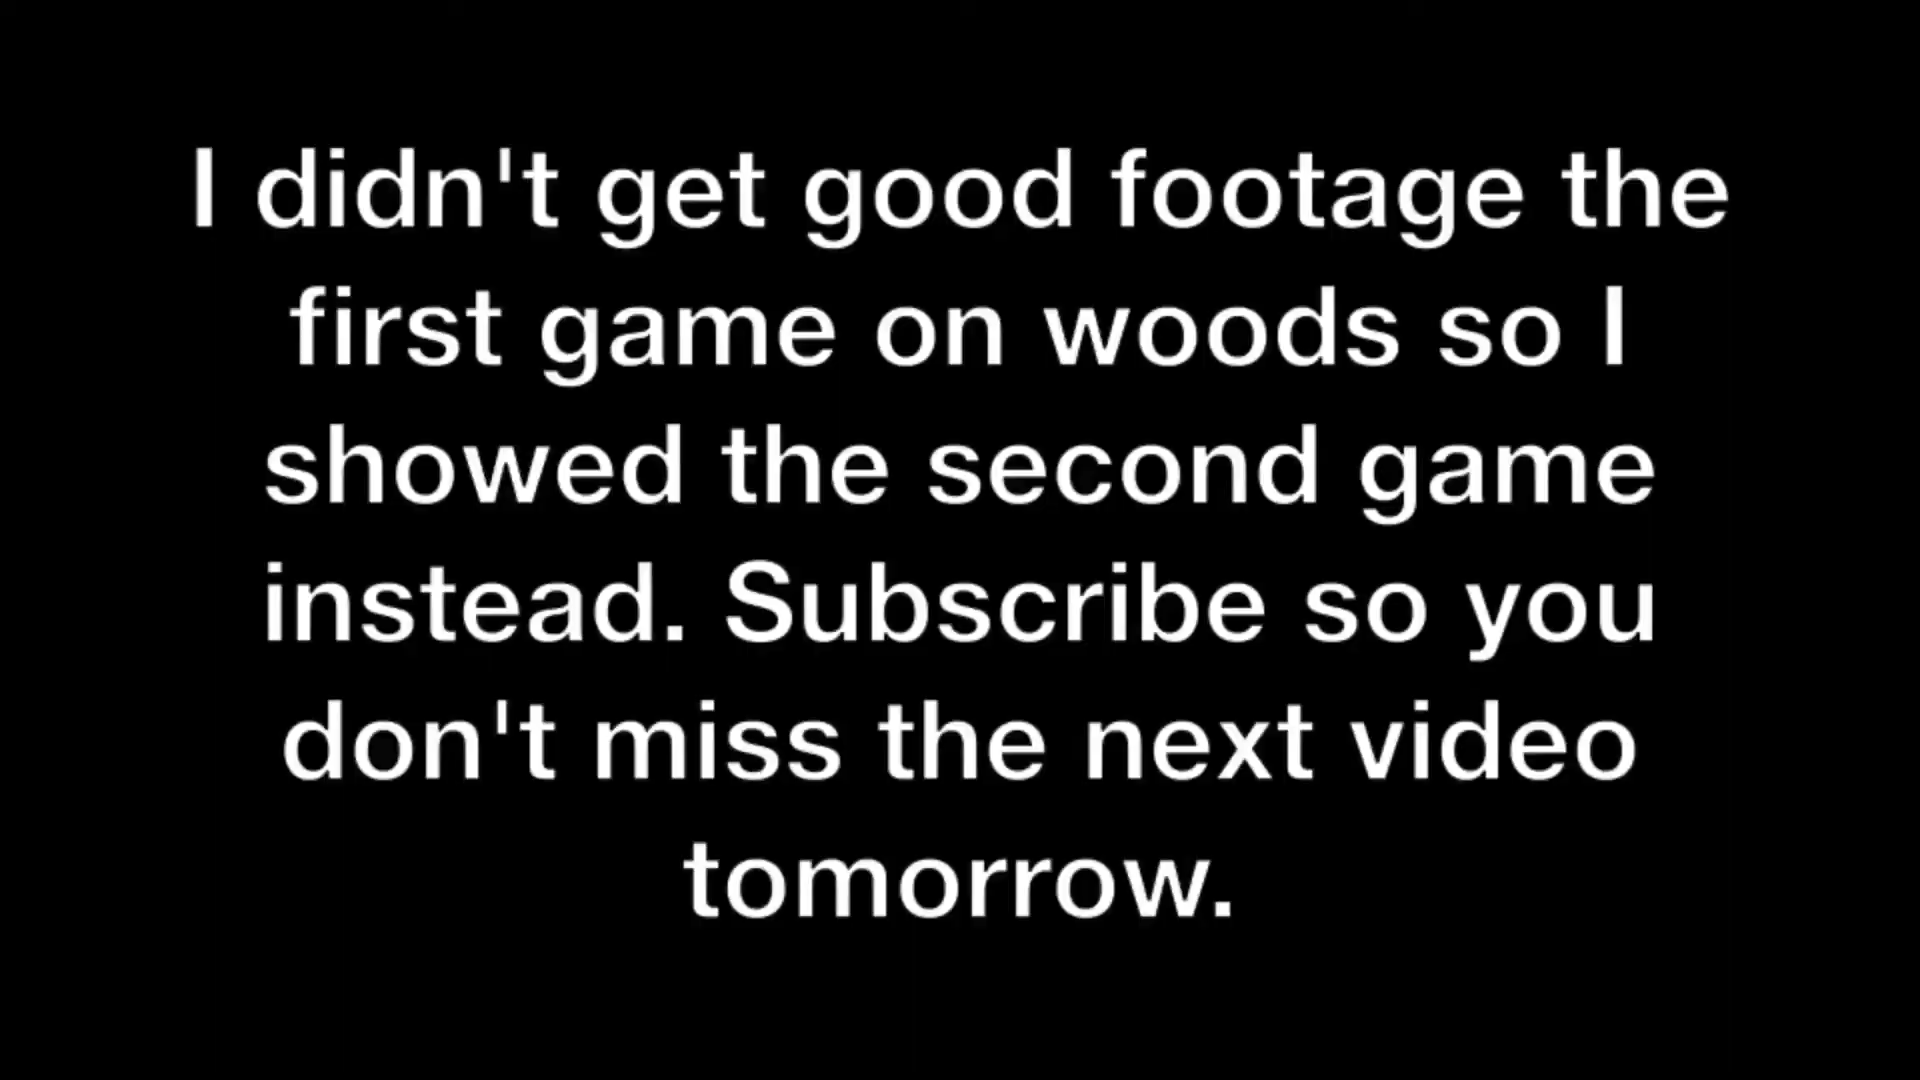 I didn't get good footage the
first game on woods so I
showed the second game
instead. Subscribe so you
don't miss the next video
tomorrow.